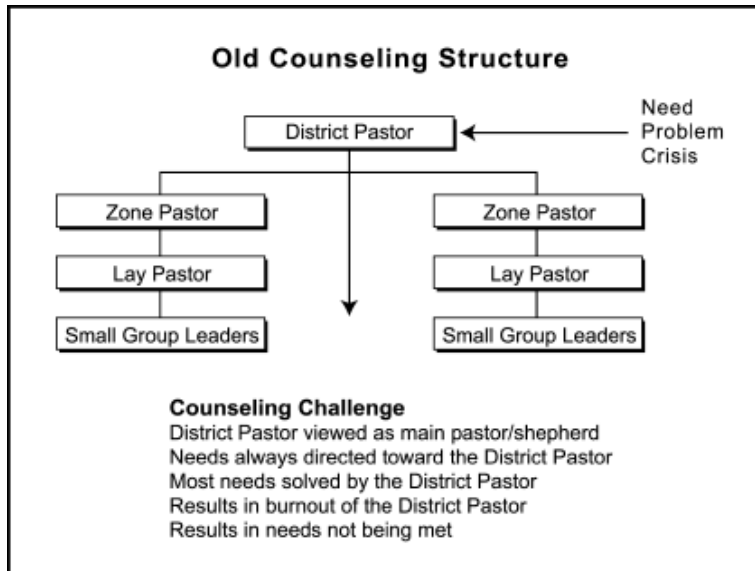 Old Counseling Structure
District Pastor
Need
Problem
Crisis
Zone Pastor
Zone Pastor
Lay Pastor
Lay Pastor
Small Group Leaders
Small Group Leaders
Counseling Challenge
District Pastor viewed as main pastor/shepherd
Needs always directed toward the District Pastor
Most needs solved by the District Pastor
Results in burnout of the District Pastor
Results in needs not being met